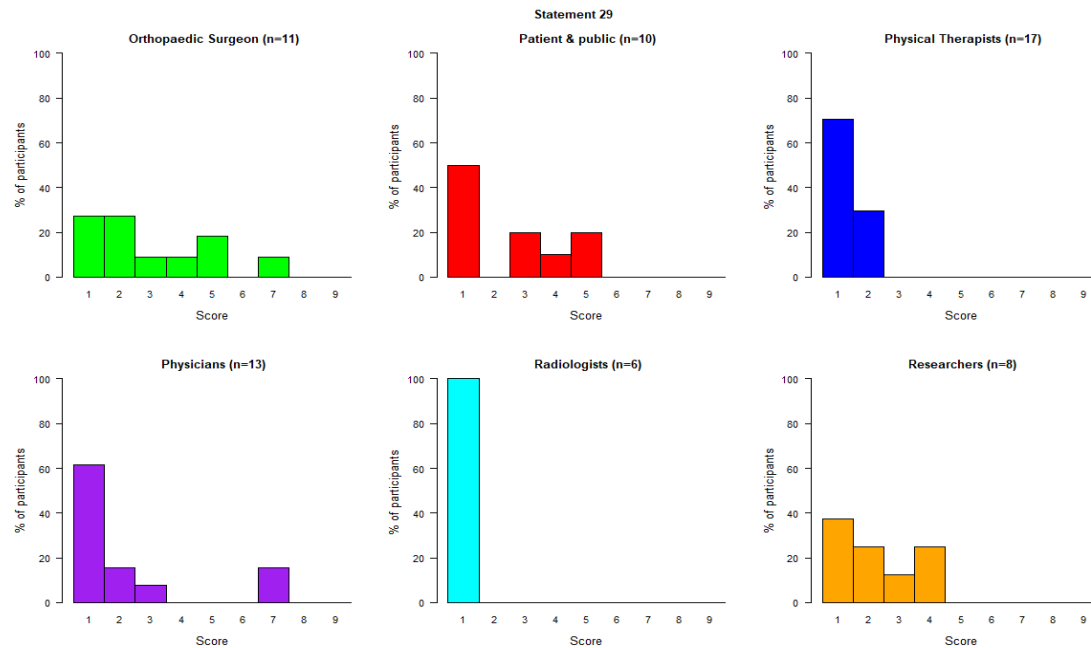 Statement 29
Orthopaedic Surgeon (n=11)
% of participants
100
80
60
40
20
0
1 2 3 4 5 6 7 8 9
Score
Patient & public (n=10)
% of participants
100
80
60
40
20
0
1 2 3 4 5 6 7 8 9
Score
Physical Therapists (n=17)
% of participants
100
80
60
40
20
0
1 2 3 4 5 6 7 8 9
Score
Physicians (n=13)
% of participants
100
80
60
40
20
0
1 2 3 4 5 6 7 8 9
Score
Radiologists (n=6)
% of participants
100
80
60
40
20
0
1 2 3 4 5 6 7 8 9
Score
Researchers (n=8)
% of participants
100
80
60
40
20
0
1 2 3 4 5 6 7 8 9
Score